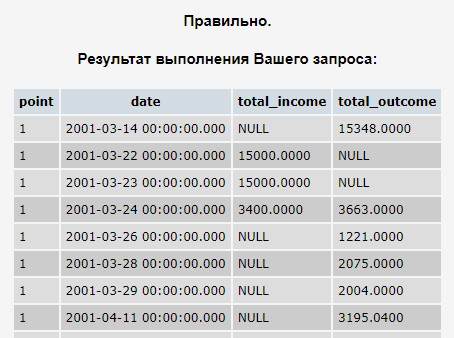 Правильно.
Результат выполнения Вашего запроса:
point date total_income total_outcome
1 2001-03-14 00:00:00.000 NULL 15348.0000
1 2001-03-22 00:00:00.000 15000.0000 NULL
1 2001-03-23 00:00:00.000 15000.0000 NULL
1 2001-03-24 00:00:00.000 3400.0000 3663.0000
1 2001-03-26 00:00:00.000 NULL 1221.0000
1 2001-03-28 00:00:00.000 NULL 2075.0000
1 2001-03-29 00:00:00.000 NULL 2004.0000
1 2001-04-11 00:00:00.000 NULL 3195.0400